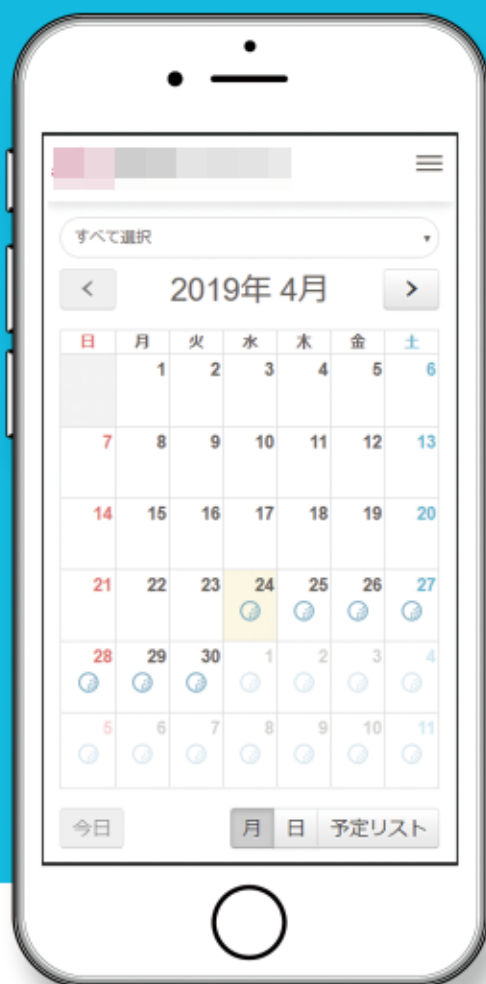 すべて選択
2019年 4月
日 月 火 水 木 金 土
1 2 3 4 5 6
7 8 9 10 11 12 13
14 15 16 17 18 19 20
21 22 23 24 25 26 27
28 29 30 1 2 3 4
5 6 7 8 9 10 11
今日 月 日 予定リスト